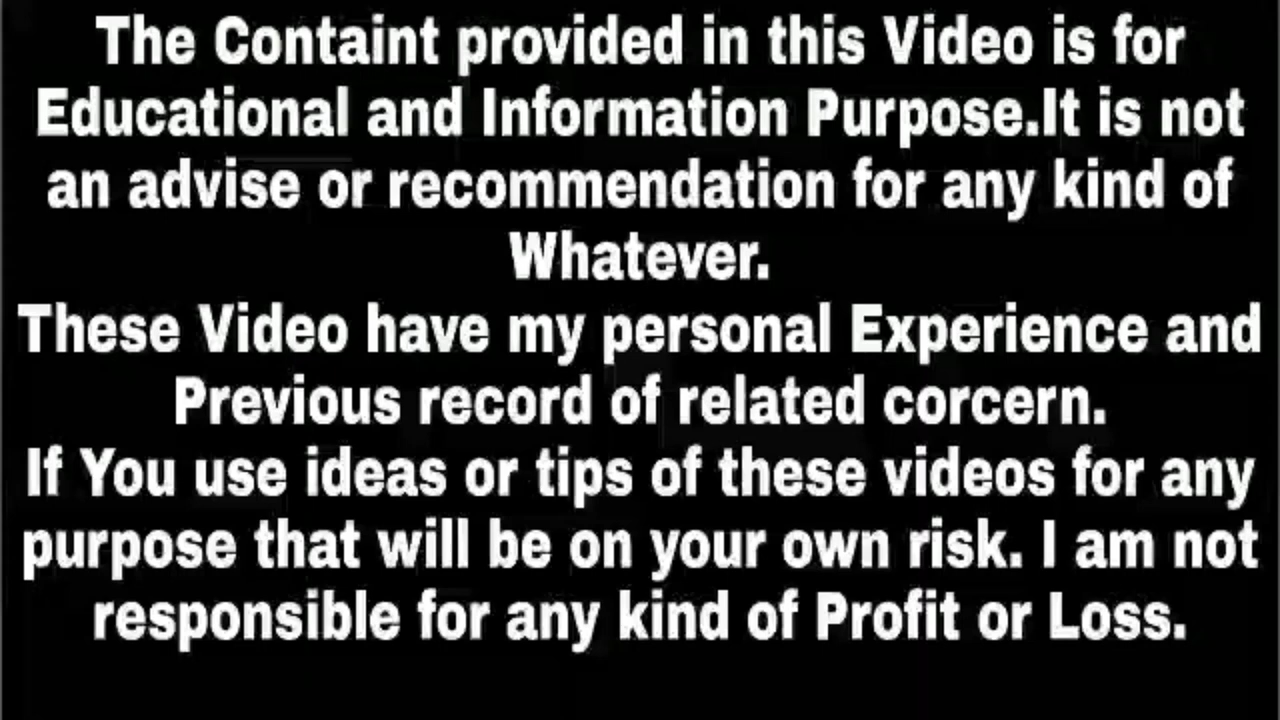 The Containt provided in this Video is for
Educational and Information Purpose.It is not
an advise or recommendation for any kind of
Whatever.
These Video have my personal Experience and
Previous record of related corcern.
If You use ideas or tips of these videos for any
purpose that will be on your own risk. I am not
responsible for any kind of Profit or Loss.